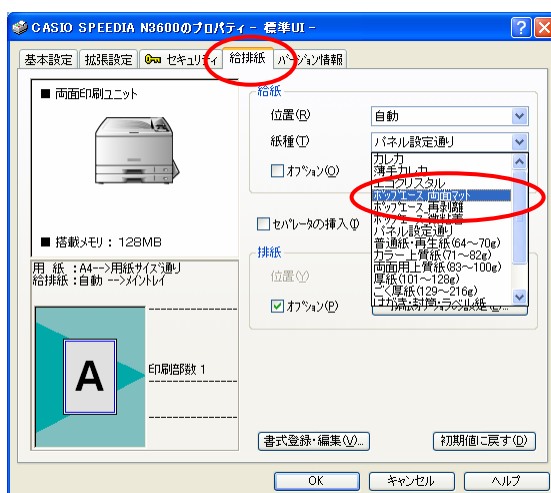 CASIO SPEEDIA N3600のプロパティ - 標準UI -
基本設定 拡張設定 セキュリティ 給排紙 バージョン情報
■ 両面印刷ユニット
■ 搭載メモリ : 128MB
用 紙 : A4-->用紙サイズ通り
給排紙 : 自動 -->メイントレイ
A
印刷部数 1
給紙
位置(R) 自動
紙種(T) パネル設定通り
オプション(O)
カレカ
薄手カレカ
エコクリスタル
ポップエース 両面マット
ポップエース 再剥離
ポップエース 微粘着
パネル設定通り
普通紙・再生紙(64~70g)
カラー上質紙(71~82g)
両面用上質紙(83~100g)
厚紙(101~128g)
ごく厚紙(129~216g)
はがき・封筒・ラベル紙
セパレータの挿入(I)
排紙
位置(Y)
オプション(P)
書式登録・編集(V)... 初期値に戻す(D)
OK キャンセル ヘルプ